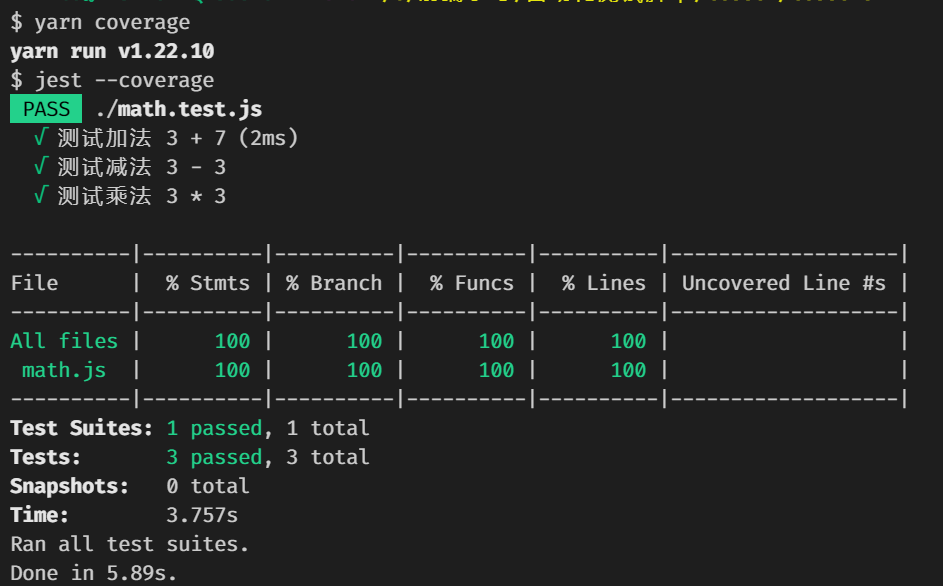 $ yarn coverage
yarn run v1.22.10
$ jest --coverage
PASS ./math.test.js
√ 测试加法 3 + 7 (2ms)
√ 测试减法 3 - 3
√ 测试乘法 3 * 3
----------|----------|----------|----------|----------|-------------------|
File      |  % Stmts | % Branch |  % Funcs |  % Lines | Uncovered Line #s |
----------|----------|----------|----------|----------|-------------------|
All files |      100 |      100 |      100 |      100 |                   |
 math.js  |      100 |      100 |      100 |      100 |                   |
----------|----------|----------|----------|----------|-------------------|
Test Suites: 1 passed, 1 total
Tests:       3 passed, 3 total
Snapshots:   0 total
Time:        3.757s
Ran all test suites.
Done in 5.89s.